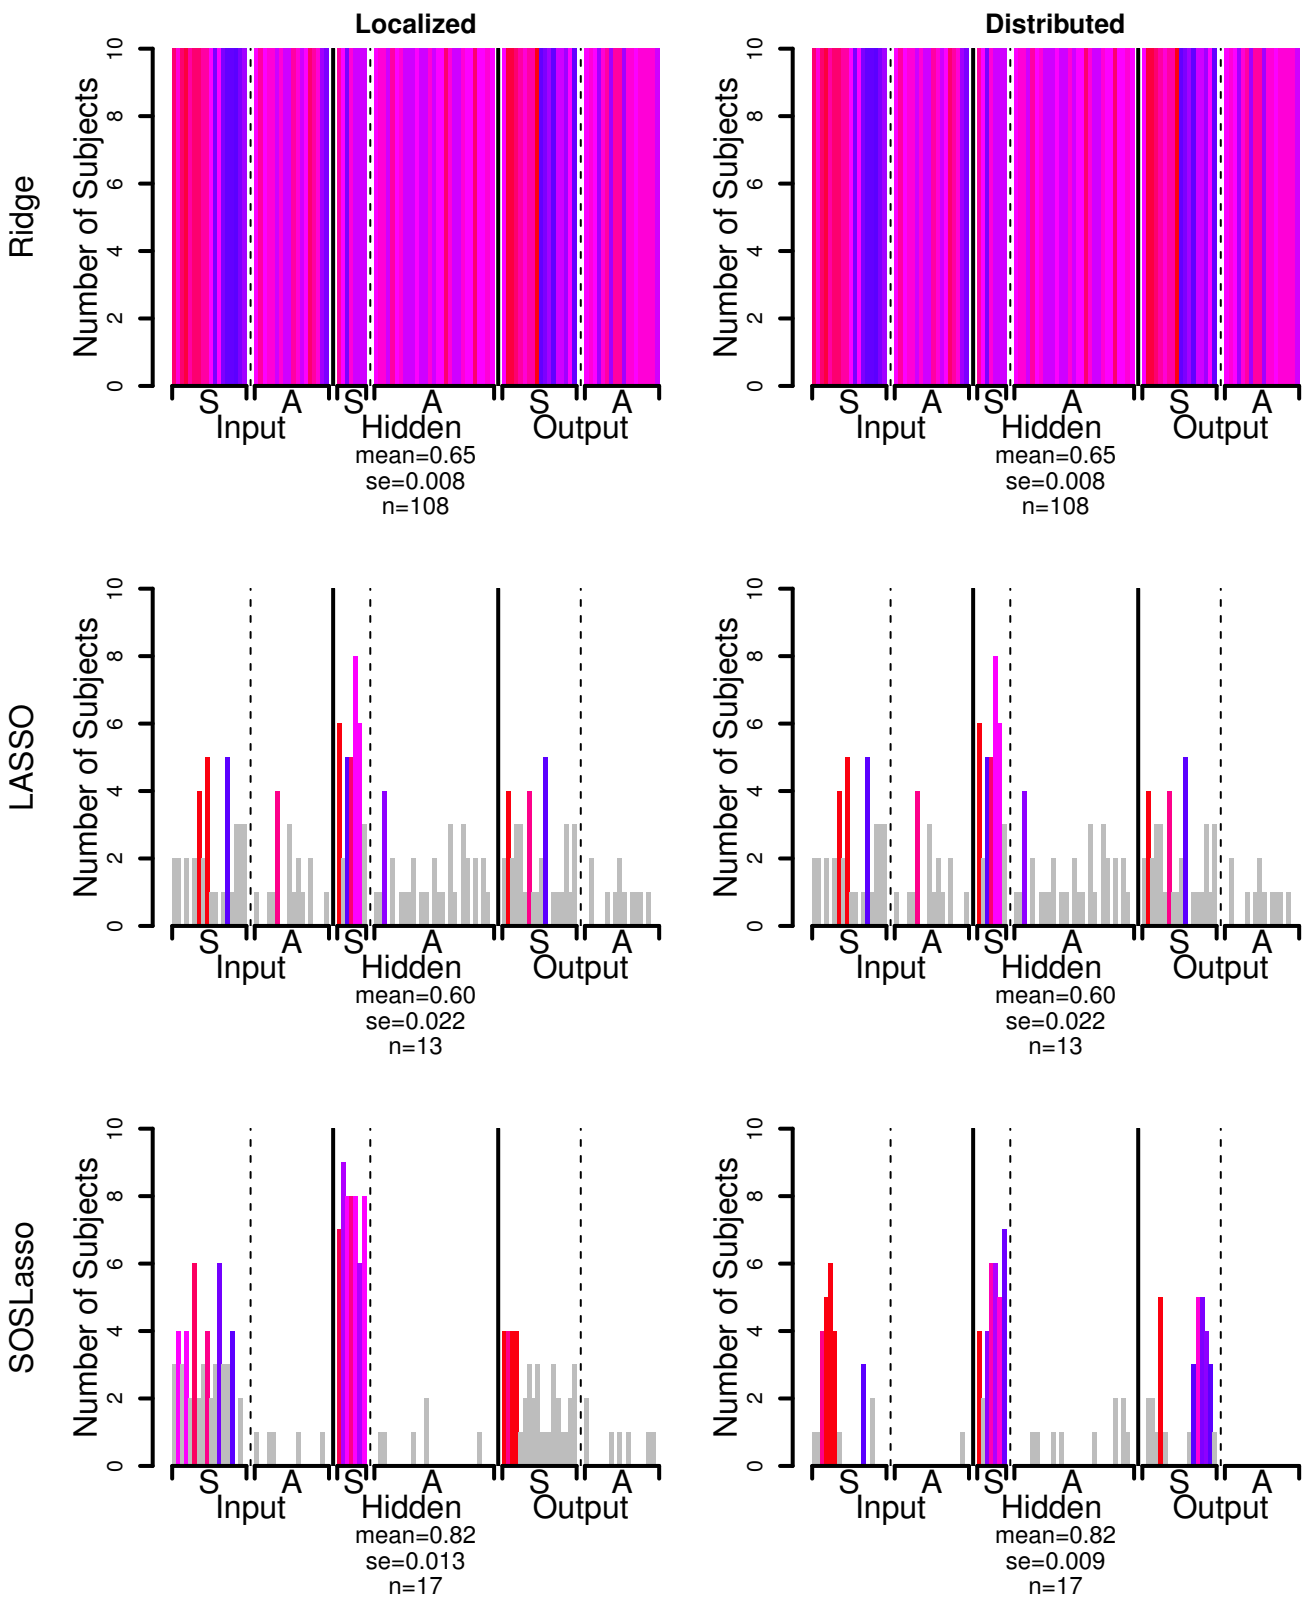 Localized
Distributed
Ridge
Number of Subjects
0 2 4 6 8 10
S A S A S A
Input Hidden Output
mean=0.65
se=0.008
n=108
Number of Subjects
0 2 4 6 8 10
S A S A S A
Input Hidden Output
mean=0.65
se=0.008
n=108
LASSO
Number of Subjects
0 2 4 6 8 10
S A S A S A
Input Hidden Output
mean=0.60
se=0.022
n=13
Number of Subjects
0 2 4 6 8 10
S A S A S A
Input Hidden Output
mean=0.60
se=0.022
n=13
SOSLasso
Number of Subjects
0 2 4 6 8 10
S A S A S A
Input Hidden Output
mean=0.82
se=0.013
n=17
Number of Subjects
0 2 4 6 8 10
S A S A S A
Input Hidden Output
mean=0.82
se=0.009
n=17